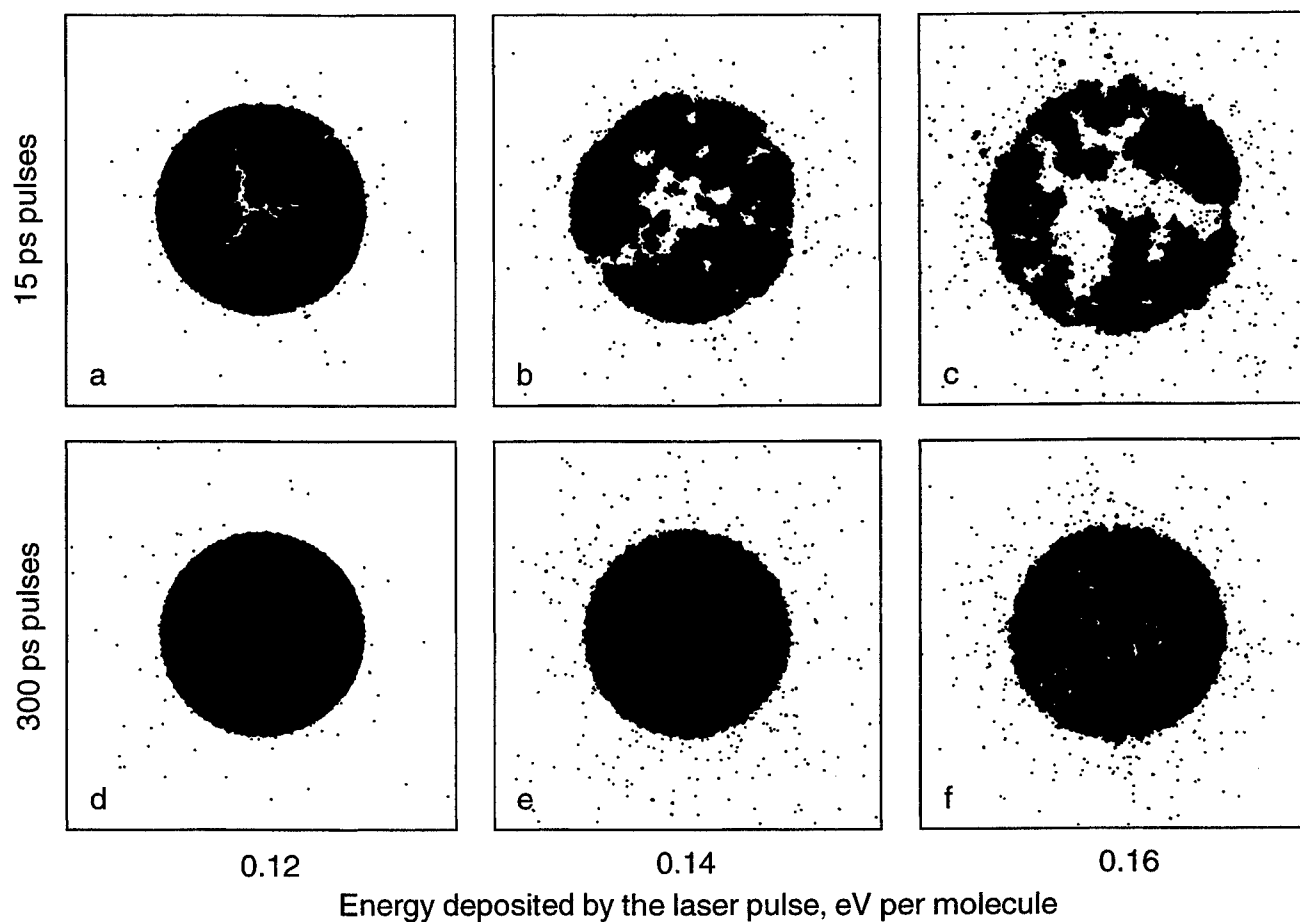 15 ps pulses
a
b
c
300 ps pulses
d
e
f
0.12
0.14
0.16
Energy deposited by the laser pulse, eV per molecule